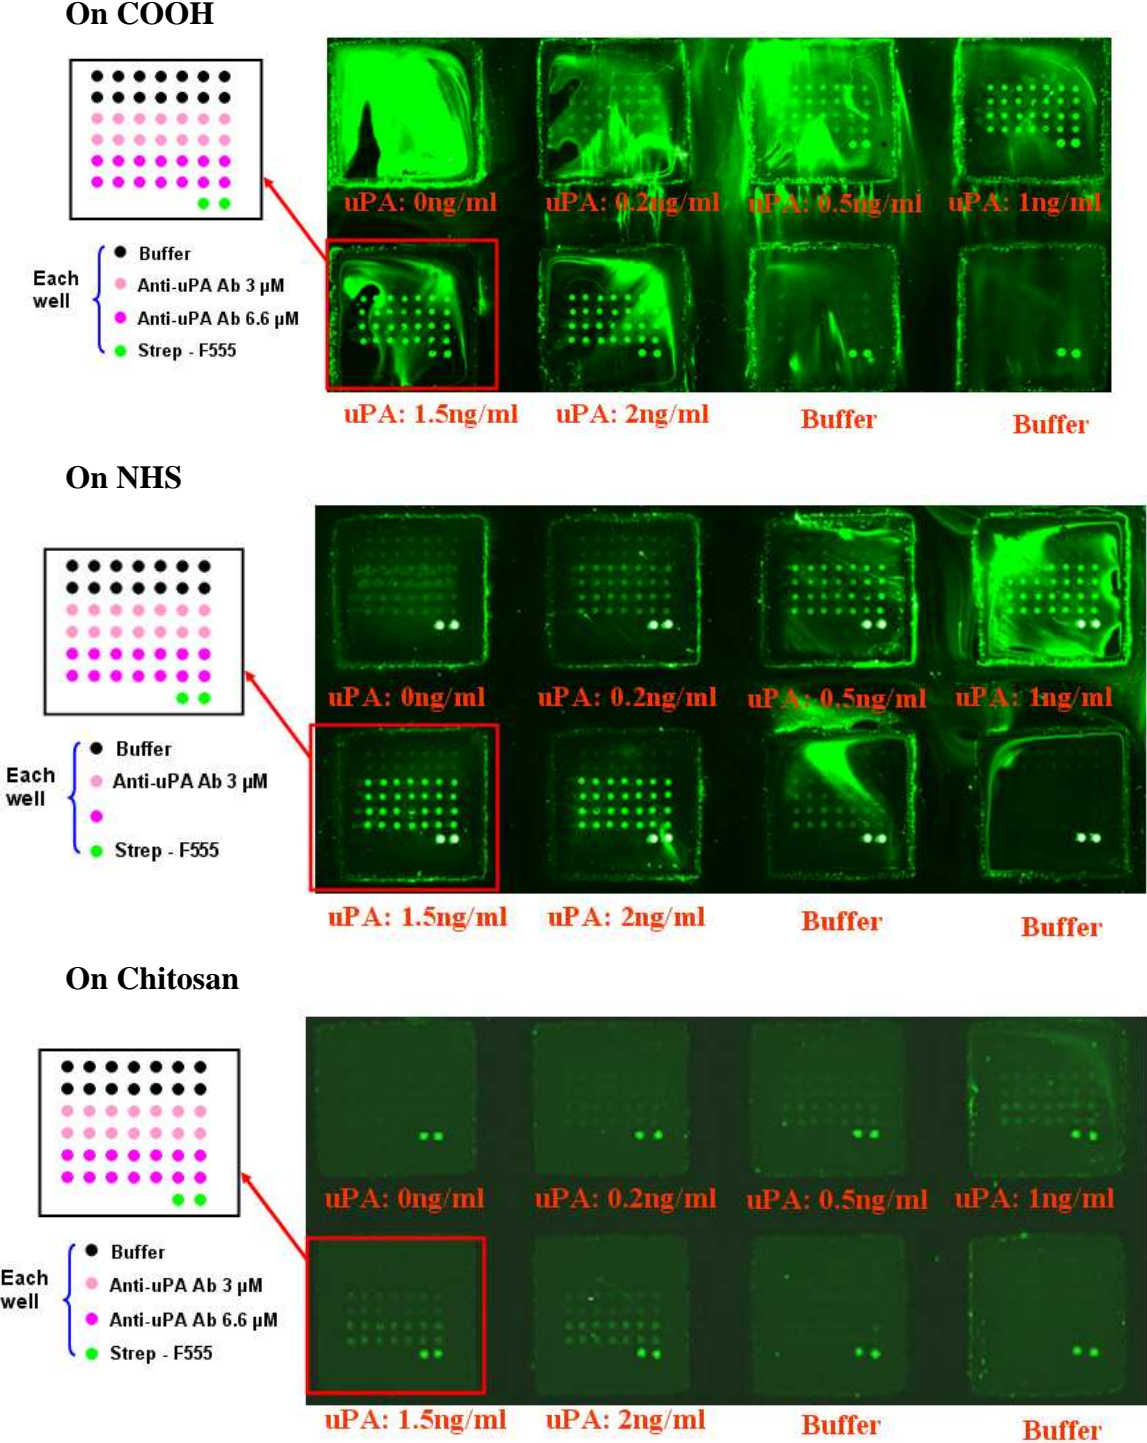 On COOH
uPA: 0ng/ml
uPA: 0.2ng/ml
uPA: 0.5ng/ml
uPA: 1ng/ml
Each
well
Buffer
Anti-uPA Ab 3 µM
Anti-uPA Ab 6.6 µM
Strep - F555
uPA: 1.5ng/ml
uPA: 2ng/ml
Buffer
Buffer
On NHS
uPA: 0ng/ml
uPA: 0.2ng/ml
uPA: 0.5ng/ml
uPA: 1ng/ml
Each
well
Buffer
Anti-uPA Ab 3 µM
Strep - F555
uPA: 1.5ng/ml
uPA: 2ng/ml
Buffer
Buffer
On Chitosan
uPA: 0ng/ml
uPA: 0.2ng/ml
uPA: 0.5ng/ml
uPA: 1ng/ml
Each
well
Buffer
Anti-uPA Ab 3 µM
Anti-uPA Ab 6.6 µM
Strep - F555
uPA: 1.5ng/ml
uPA: 2ng/ml
Buffer
Buffer